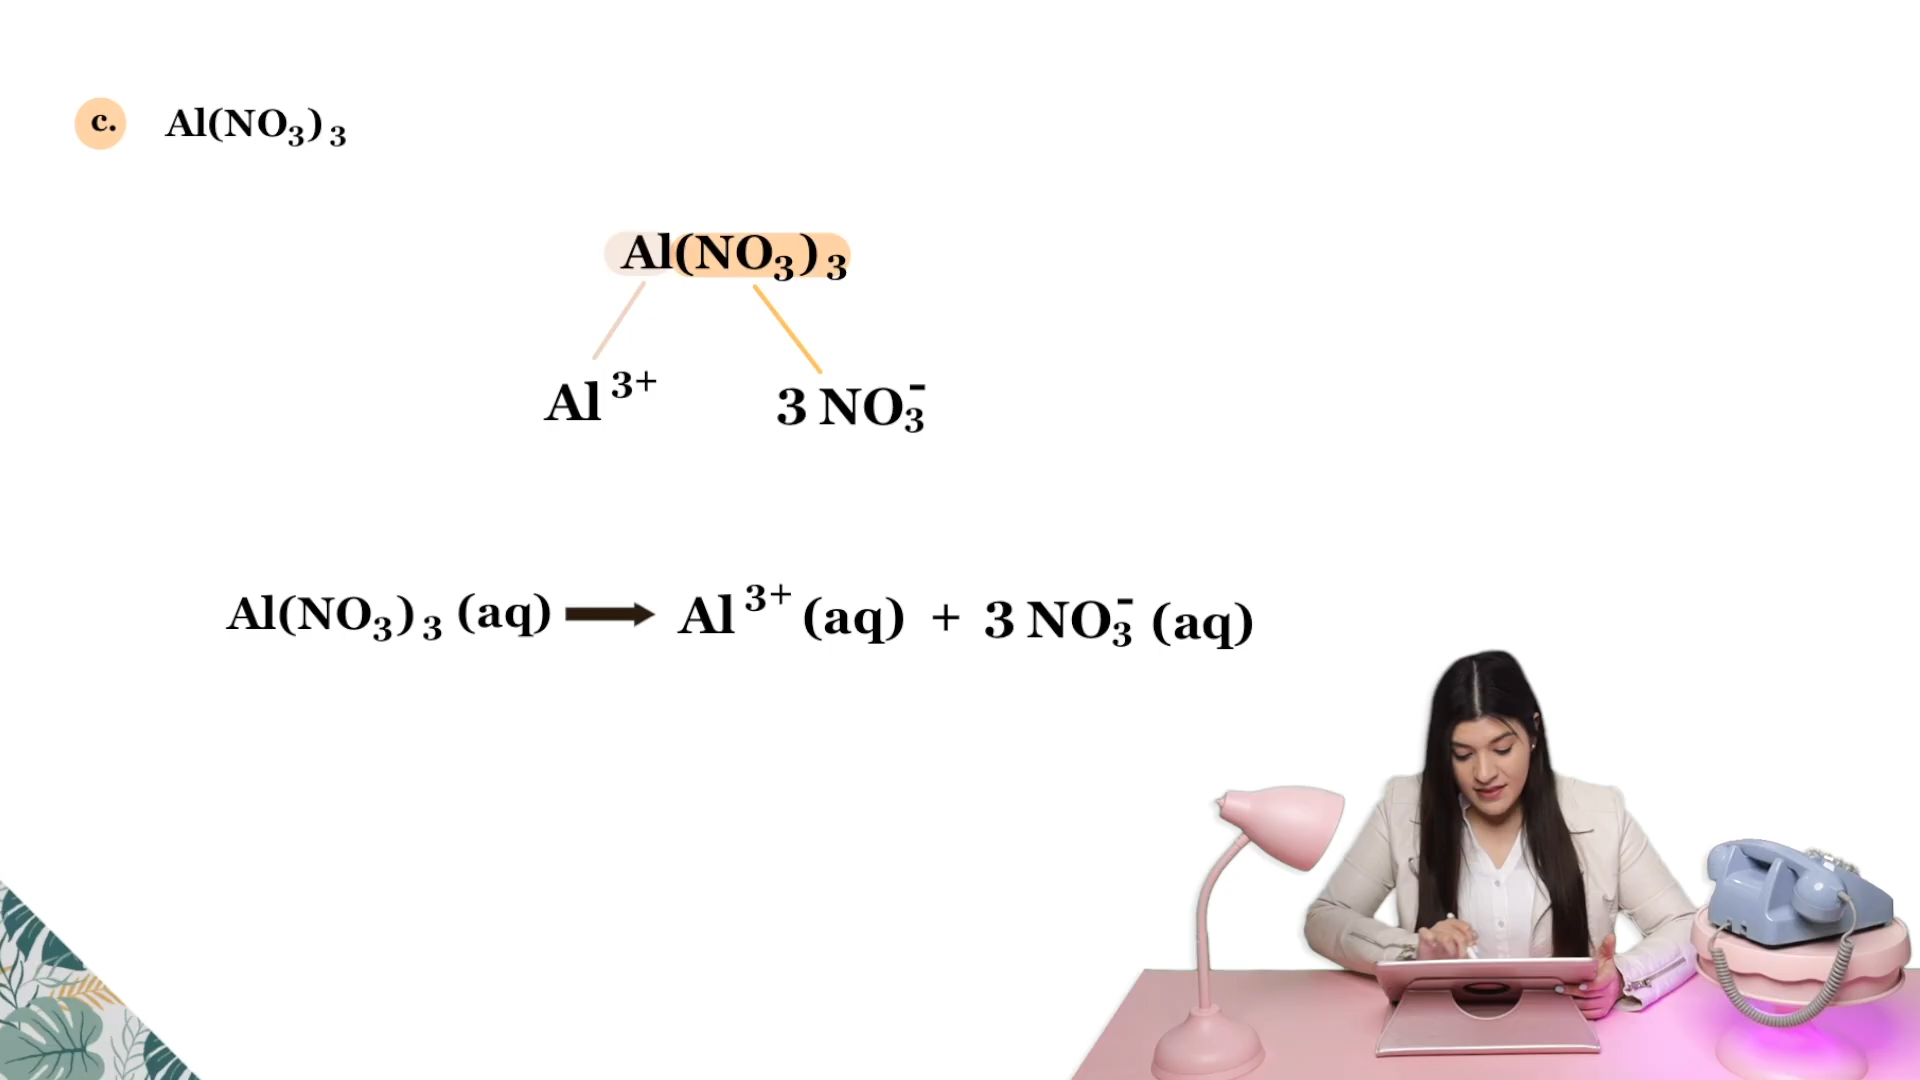 c. Al(NO₃)₃
Al(NO₃)₃
Al³⁺ 3 NO₃⁻
Al(NO₃)₃ (aq) → Al³⁺ (aq) + 3 NO₃⁻ (aq)